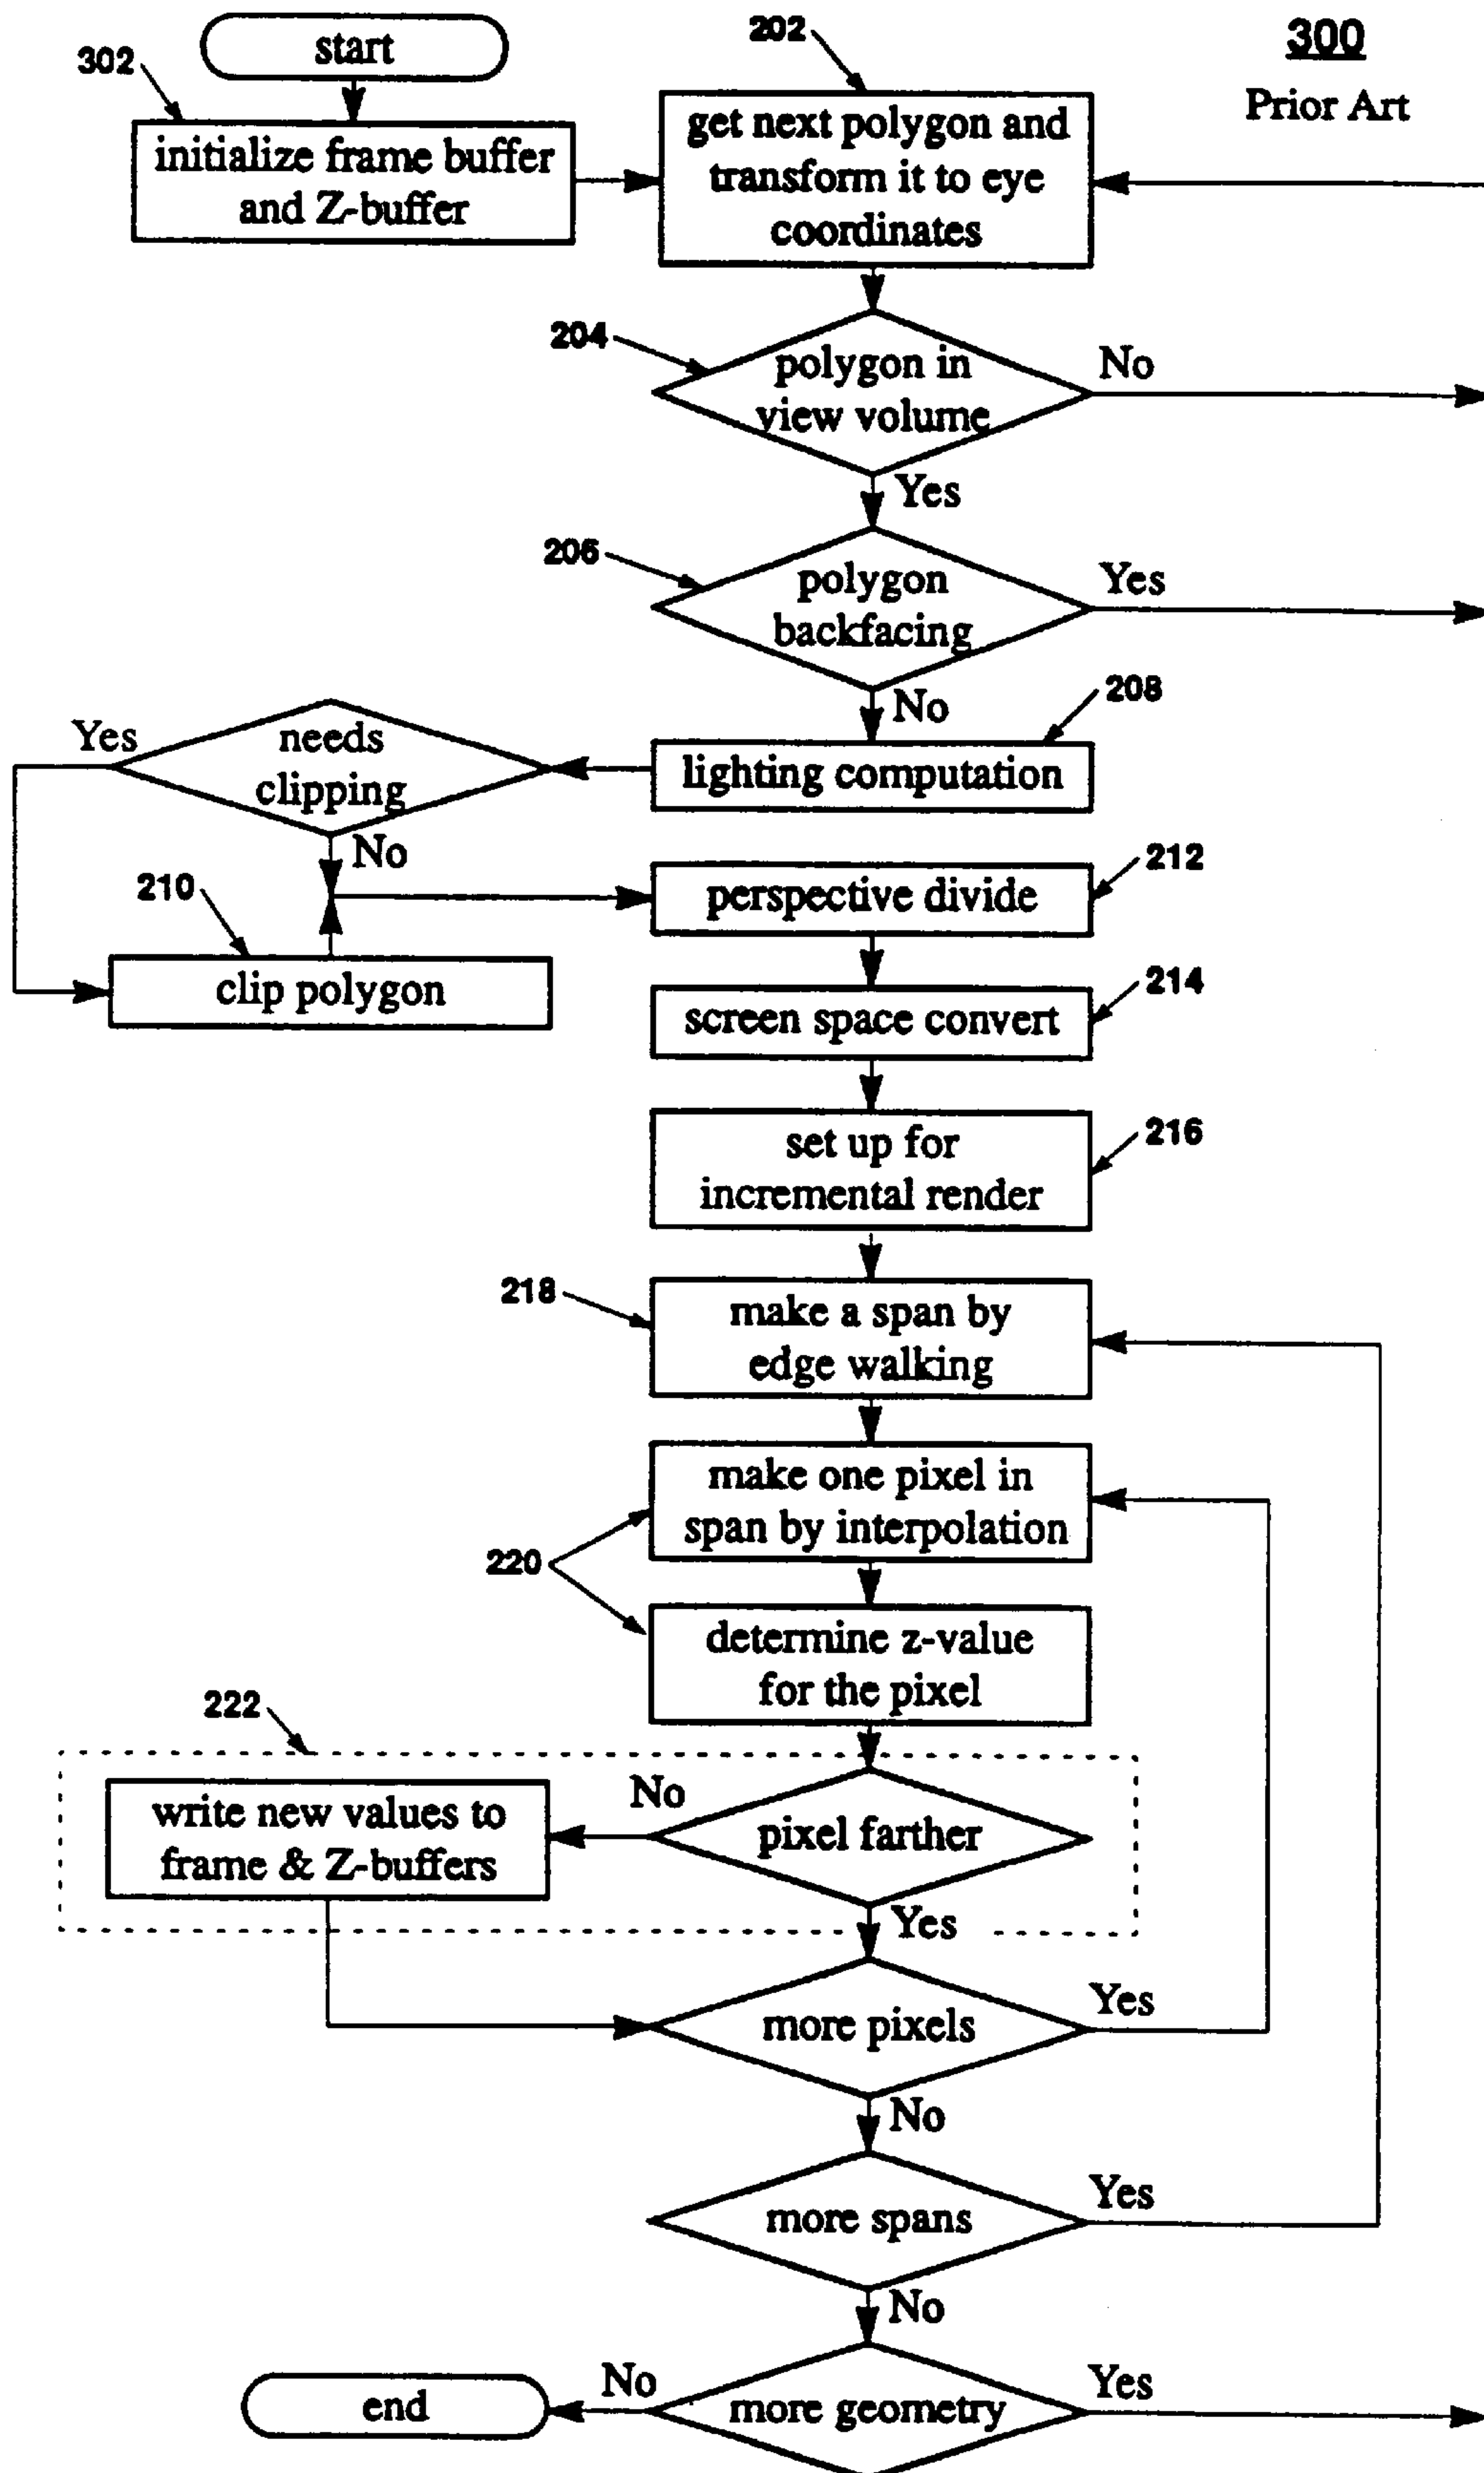 300
Prior Art
start
302
initialize frame buffer
and Z-buffer
202
get next polygon and
transform it to eye
coordinates
204
polygon in
view volume
No
Yes
206
polygon
backfacing
Yes
No
208
lighting computation
needs
clipping
Yes
No
210
clip polygon
212
perspective divide
214
screen space convert
216
set up for
incremental render
218
make a span by
edge walking
220
make one pixel in
span by interpolation
determine z-value
for the pixel
222
pixel farther
No
write new values to
frame & Z-buffers
Yes
more pixels
Yes
No
more spans
Yes
No
more geometry
Yes
No
end